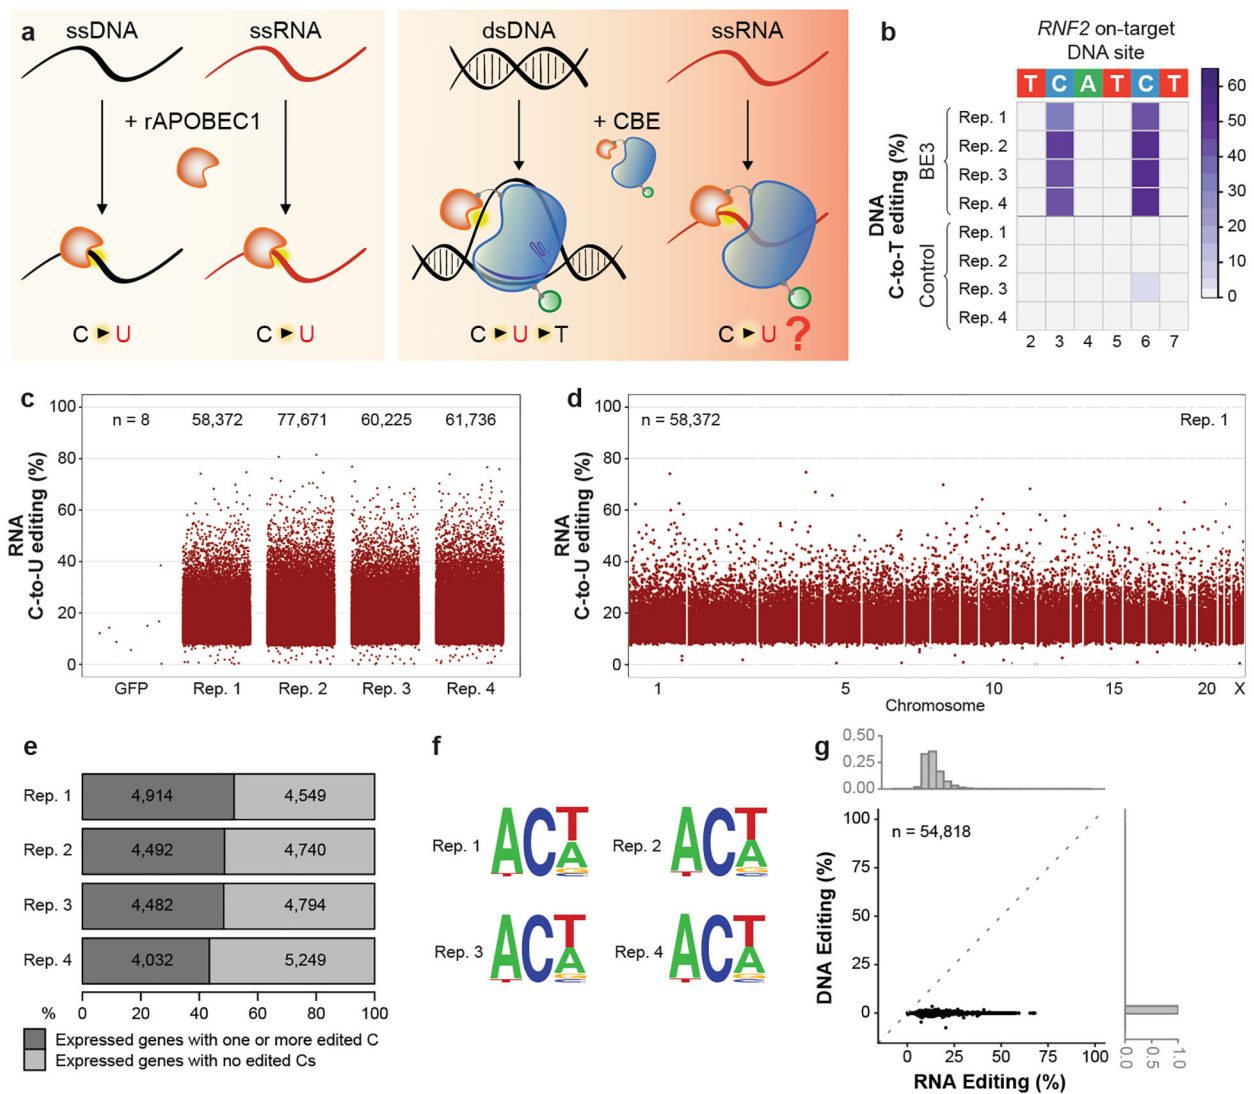 a
ssDNA ssRNA
+ rAPOBEC1
C ▸ U C ▸ U
dsDNA ssRNA
+ CBE
C ▸ U ▸ T C ▸ U ?
b
RNF2 on-target
DNA site
T C A T C T
DNA
C-to-T editing (%)
BE3
Rep. 1
Rep. 2
Rep. 3
Rep. 4
Control
Rep. 1
Rep. 2
Rep. 3
Rep. 4
2 3 4 5 6 7
60
50
40
30
20
10
0
c
RNA
C-to-U editing (%)
100
80
60
40
20
0
n = 8 58,372 77,671 60,225 61,736
GFP Rep. 1 Rep. 2 Rep. 3 Rep. 4
d
RNA
C-to-U editing (%)
100
80
60
40
20
0
n = 58,372 Rep. 1
1 5 10 15 20 X
Chromosome
e
Rep. 1 4,914 4,549
Rep. 2 4,492 4,740
Rep. 3 4,482 4,794
Rep. 4 4,032 5,249
% 0 20 40 60 80 100
Expressed genes with one or more edited C
Expressed genes with no edited Cs
f
Rep. 1 ACTA Rep. 2 ACTA
Rep. 3 ACTA Rep. 4 ACTA
g
0.50
0.25
0.00
n = 54,818
DNA Editing (%)
100
75
50
25
0
0 25 50 75 100
RNA Editing (%)
0.0 0.5 1.0